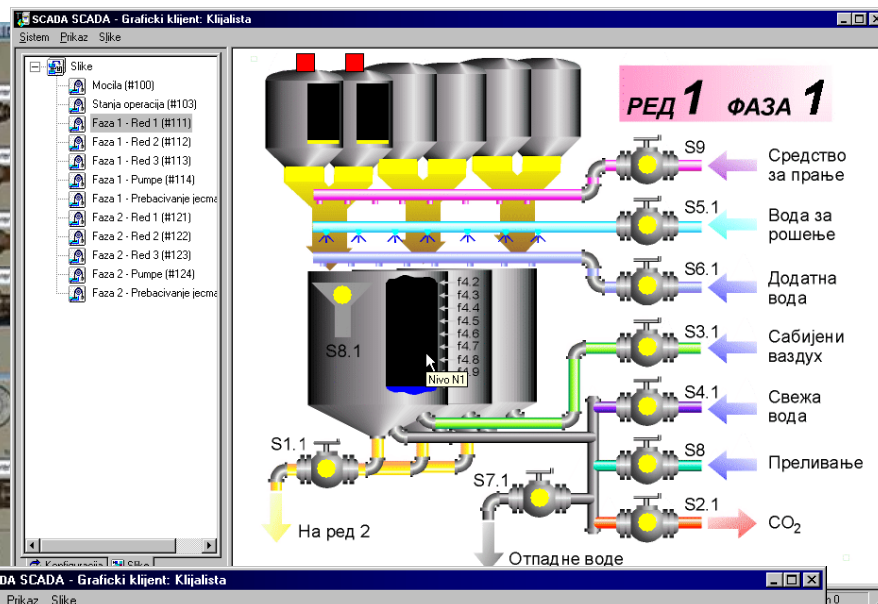 SCADA SCADA - Graficki klijent: Klijalista
Sistem Prikaz Slike
Slike
Mocila (#100)
Stanja operacija (#103)
Faza 1 - Red 1 (#111)
Faza 1 - Red 2 (#112)
Faza 1 - Red 3 (#113)
Faza 1 - Pumpe (#114)
Faza 1 - Prebacivanje jecma
Faza 2 - Red 1 (#121)
Faza 2 - Red 2 (#122)
Faza 2 - Red 3 (#123)
Faza 2 - Pumpe (#124)
Faza 2 - Prebacivanje jecma
Konfiguracija Slike
РЕД 1 ФАЗА 1
S9
Средство
за прање
S5.1
Вода за
рошење
S6.1
Додатна
вода
S3.1
Сабијени
ваздух
S4.1
Свежа
вода
S8
Преливање
S2.1
CO₂
f4.2
f4.3
f4.4
f4.5
f4.6
f4.7
f4.8
f4.9
S8.1
Nivo N1
S1.1
На ред 2
S7.1
Отпадне воде
DA SCADA - Graficki klijent: Klijalista
Prikaz Slike